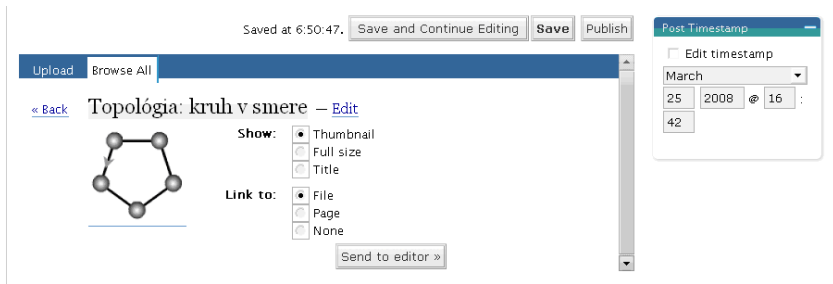 Saved at 6:50:47. Save and Continue Editing Save Publish
Upload Browse All
« Back Topológia: kruh v smere — Edit
Show: Thumbnail
Full size
Title
Link to: File
Page
None
Send to editor »
Post Timestamp
Edit timestamp
March
25 2008 @ 16 :
42